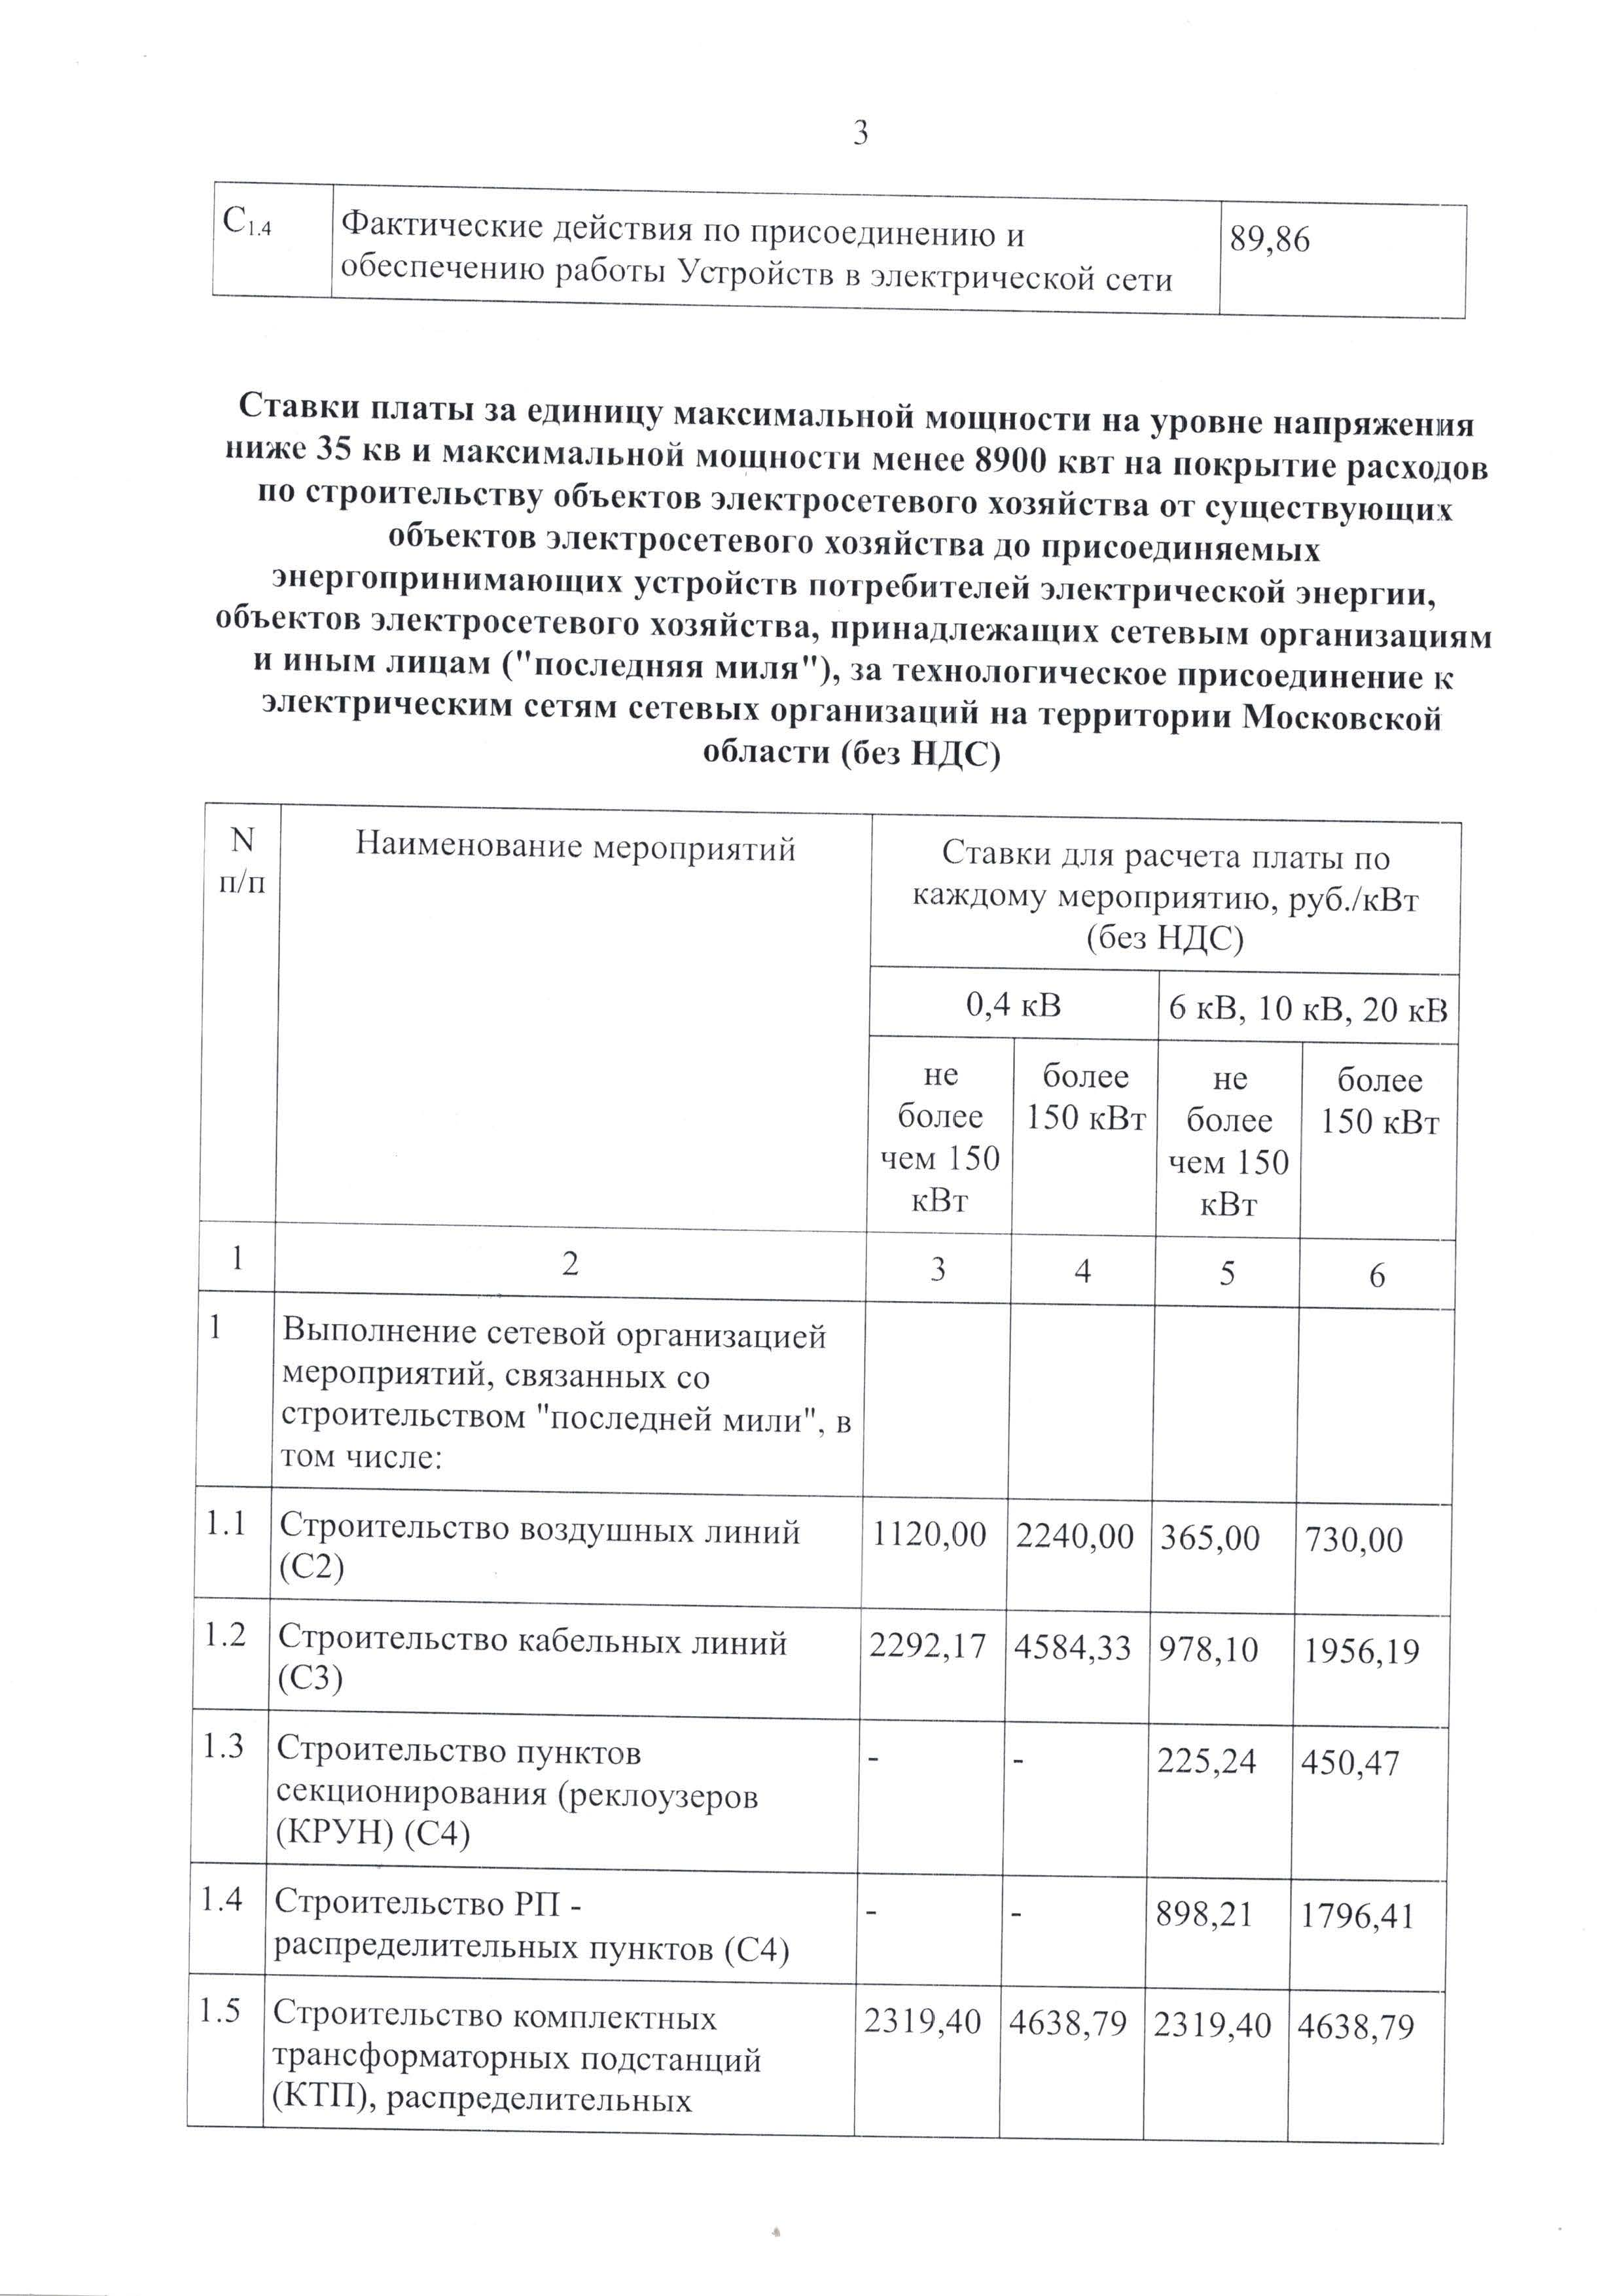 3
С1.4
Фактические действия по присоединению и
обеспечению работы Устройств в электрической сети
89,86
Ставки платы за единицу максимальной мощности на уровне напряжения
ниже 35 кв и максимальной мощности менее 8900 квт на покрытие расходов
по строительству объектов электросетевого хозяйства от существующих
объектов электросетевого хозяйства до присоединяемых
энергопринимающих устройств потребителей электрической энергии,
объектов электросетевого хозяйства, принадлежащих сетевым организациям
и иным лицам ("последняя миля"), за технологическое присоединение к
электрическим сетям сетевых организаций на территории Московской
области (без НДС)
N
п/п
Наименование мероприятий
Ставки для расчета платы по
каждому мероприятию, руб./кВт
(без НДС)
0,4 кВ
6 кВ, 10 кВ, 20 кВ
не
более
чем 150
кВт
более
150 кВт
не
более
чем 150
кВт
более
150 кВт
1 2 3 4 5 6
1
Выполнение сетевой организацией
мероприятий, связанных со
строительством "последней мили", в
том числе:
1.1
Строительство воздушных линий
(С2)
1120,00 2240,00 365,00 730,00
1.2
Строительство кабельных линий
(С3)
2292,17 4584,33 978,10 1956,19
1.3
Строительство пунктов
секционирования (реклоузеров
(КРУН) (С4)
- - 225,24 450,47
1.4
Строительство РП -
распределительных пунктов (С4)
- - 898,21 1796,41
1.5
Строительство комплектных
трансформаторных подстанций
(КТП), распределительных
2319,40 4638,79 2319,40 4638,79